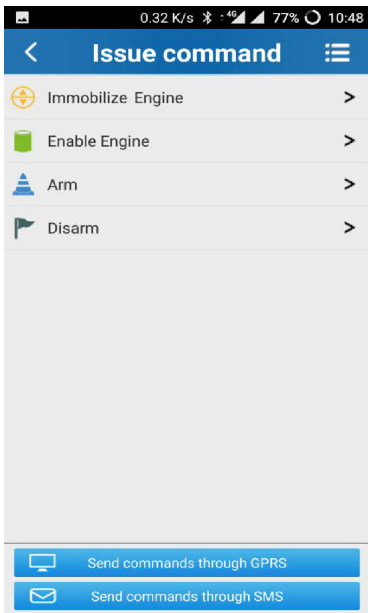 0.32 K/s 4G 77% 10:48
Issue command
Immobilize Engine
Enable Engine
Arm
Disarm
Send commands through GPRS
Send commands through SMS